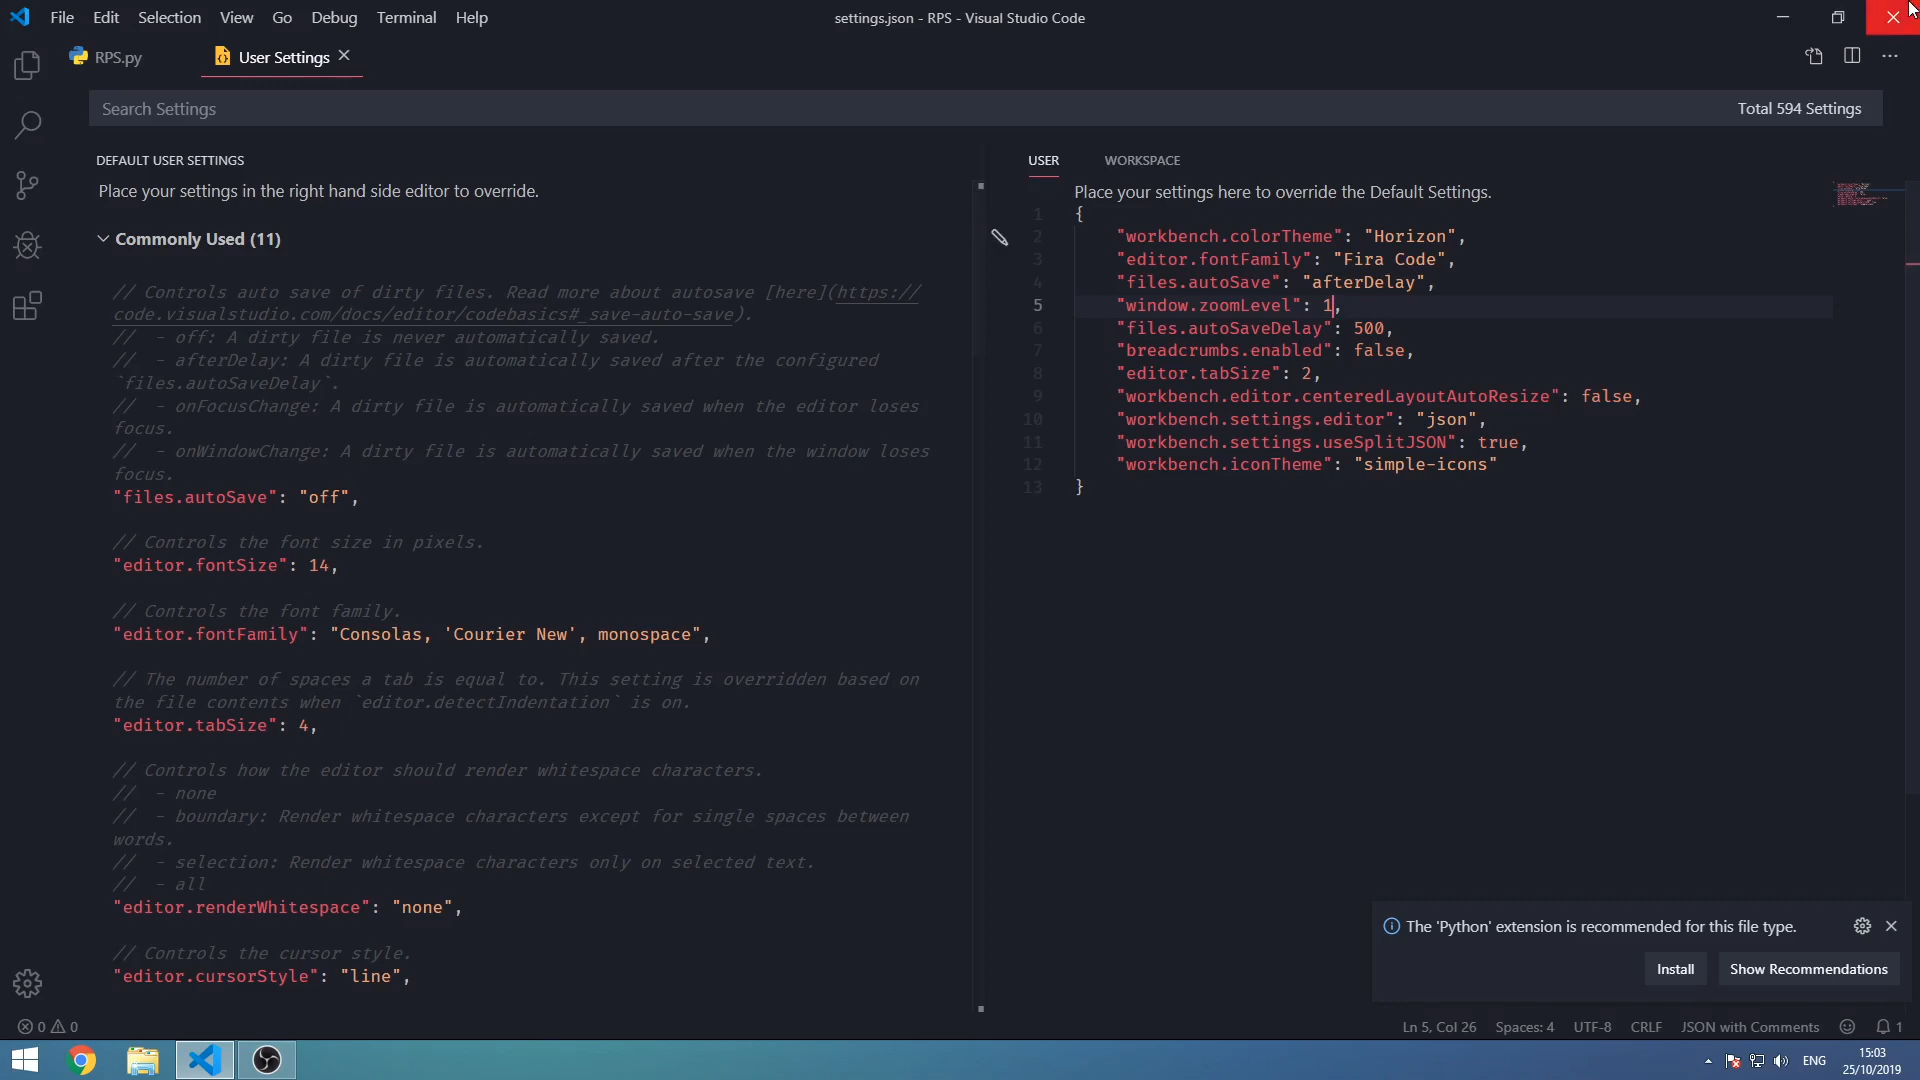 File Edit Selection View Go Debug Terminal Help
settings.json - RPS - Visual Studio Code
RPS.py
User Settings
Search Settings
Total 594 Settings
DEFAULT USER SETTINGS
Place your settings in the right hand side editor to override.
Commonly Used (11)
// Controls auto save of dirty files. Read more about autosave [here](https://
code.visualstudio.com/docs/editor/codebasics#_save-auto-save).
//  - off: A dirty file is never automatically saved.
//  - afterDelay: A dirty file is automatically saved after the configured
`files.autoSaveDelay`.
//  - onFocusChange: A dirty file is automatically saved when the editor loses
focus.
//  - onWindowChange: A dirty file is automatically saved when the window loses
focus.
"files.autoSave": "off",
// Controls the font size in pixels.
"editor.fontSize": 14,
// Controls the font family.
"editor.fontFamily": "Consolas, 'Courier New', monospace",
// The number of spaces a tab is equal to. This setting is overridden based on
the file contents when `editor.detectIndentation` is on.
"editor.tabSize": 4,
// Controls how the editor should render whitespace characters.
//  - none
//  - boundary: Render whitespace characters except for single spaces between
words.
//  - selection: Render whitespace characters only on selected text.
//  - all
"editor.renderWhitespace": "none",
// Controls the cursor style.
"editor.cursorStyle": "line",
USER WORKSPACE
Place your settings here to override the Default Settings.
1 {
2 "workbench.colorTheme": "Horizon",
3 "editor.fontFamily": "Fira Code",
4 "files.autoSave": "afterDelay",
5 "window.zoomLevel": 1,
6 "files.autoSaveDelay": 500,
7 "breadcrumbs.enabled": false,
8 "editor.tabSize": 2,
9 "workbench.editor.centeredLayoutAutoResize": false,
10 "workbench.settings.editor": "json",
11 "workbench.settings.useSplitJSON": true,
12 "workbench.iconTheme": "simple-icons"
13 }
The 'Python' extension is recommended for this file type.
Install
Show Recommendations
0 0
Ln 5, Col 26 Spaces: 4 UTF-8 CRLF JSON with Comments 1
ENG
15:03
25/10/2019